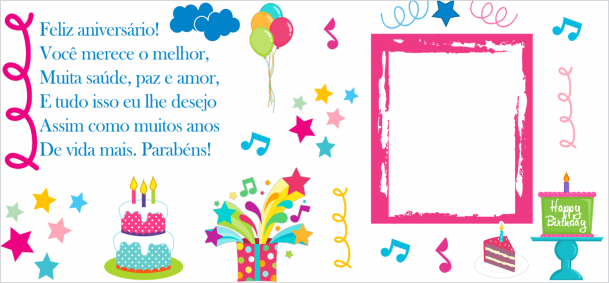 Feliz aniversário!
Você merece o melhor,
Muita saúde, paz e amor,
E tudo isso eu lhe desejo
Assim como muitos anos
De vida mais. Parabéns!
Happy
Birthday